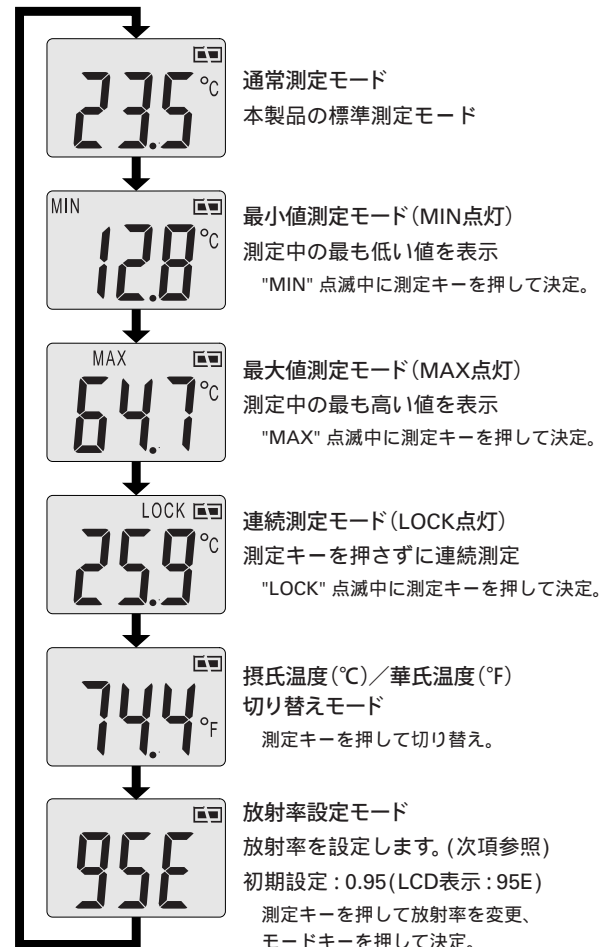 23.5 °C
通常測定モード
本製品の標準測定モード
MIN
12.8 °C
最小値測定モード（MIN点灯）
測定中の最も低い値を表示
"MIN" 点滅中に測定キーを押して決定。
MAX
64.7 °C
最大値測定モード（MAX点灯）
測定中の最も高い値を表示
"MAX" 点滅中に測定キーを押して決定。
LOCK
25.9 °C
連続測定モード（LOCK点灯）
測定キーを押さずに連続測定
"LOCK" 点滅中に測定キーを押して決定。
74.4 °F
摂氏温度（℃）／華氏温度（°F）
切り替えモード
測定キーを押して切り替え。
95E
放射率設定モード
放射率を設定します。(次項参照)
初期設定 : 0.95(LCD表示 : 95E)
測定キーを押して放射率を変更、
モードキーを押して決定。